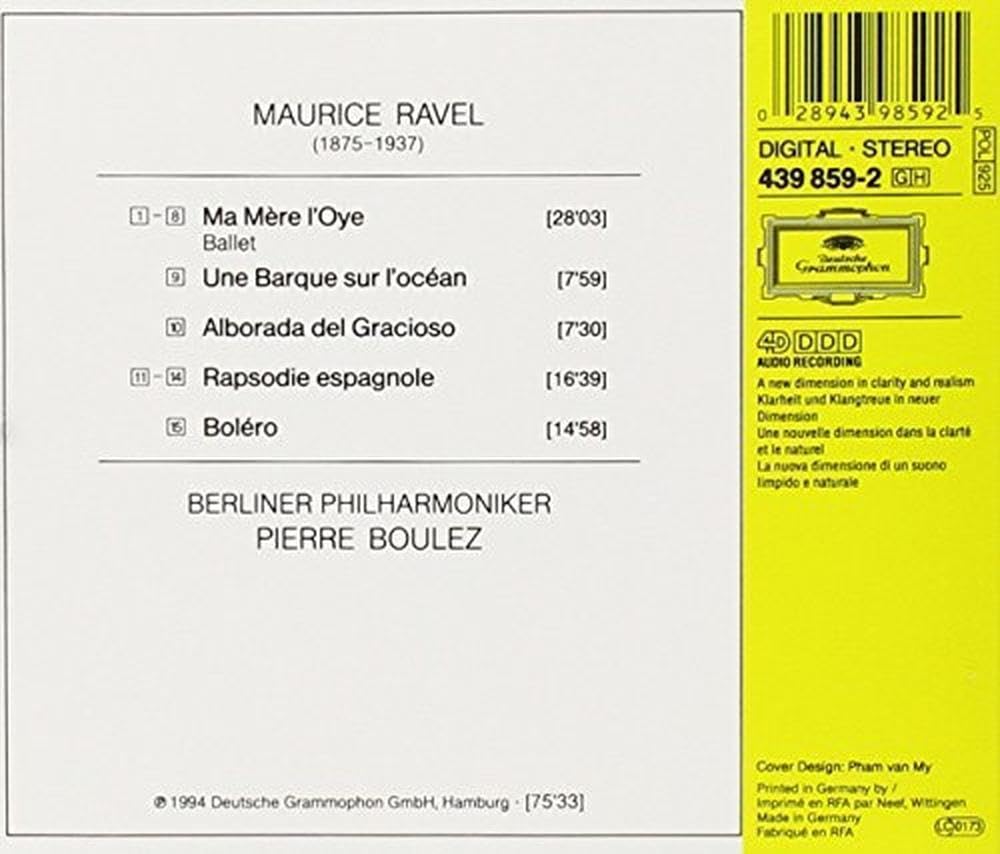 MAURICE RAVEL
(1875-1937)
1 - 8 Ma Mère l'Oye [28'03]
Ballet
9 Une Barque sur l'océan [7'59]
10 Alborada del Gracioso [7'30]
11 - 14 Rapsodie espagnole [16'39]
15 Boléro [14'58]
BERLINER PHILHARMONIKER
PIERRE BOULEZ
℗ 1994 Deutsche Grammophon GmbH, Hamburg · [75'33]
0 28943 98592 5
DIGITAL · STEREO
439 859-2 GH
POL 925
Deutsche
Grammophon
4D DDD
AUDIO RECORDING
A new dimension in clarity and realism
Klarheit und Klangtreue in neuer
Dimension
Une nouvelle dimension dans la clarté
et le naturel
La nuova dimensione di un suono
limpido e naturale
Cover Design: Pham van My
Printed in Germany by /
Imprimé en RFA par Neef, Wittingen
Made in Germany
Fabriqué en RFA
LC 0173